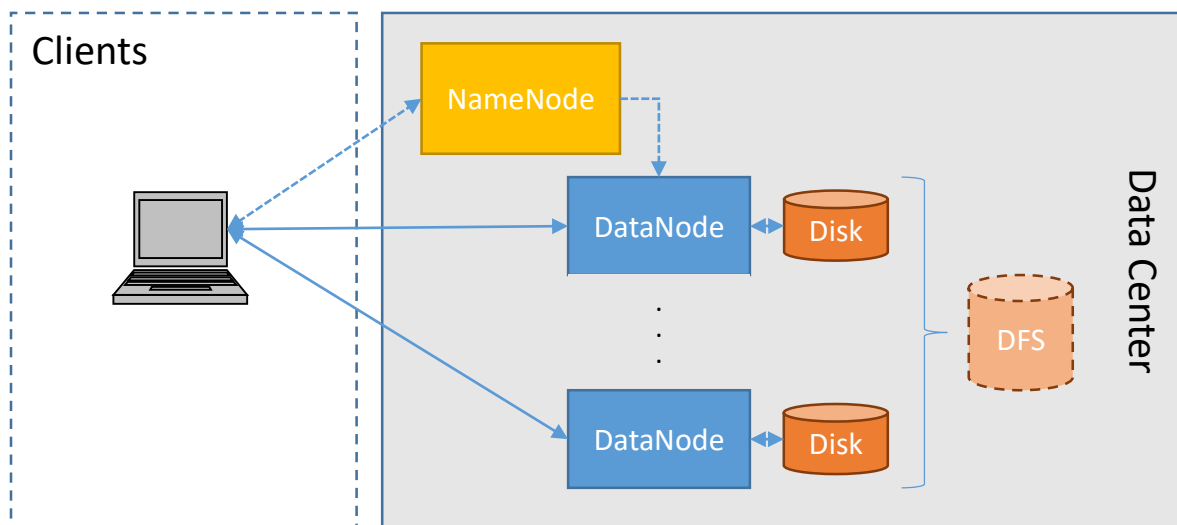 Clients
NameNode
DataNode
Disk
.
.
.
DFS
DataNode
Disk
Data Center